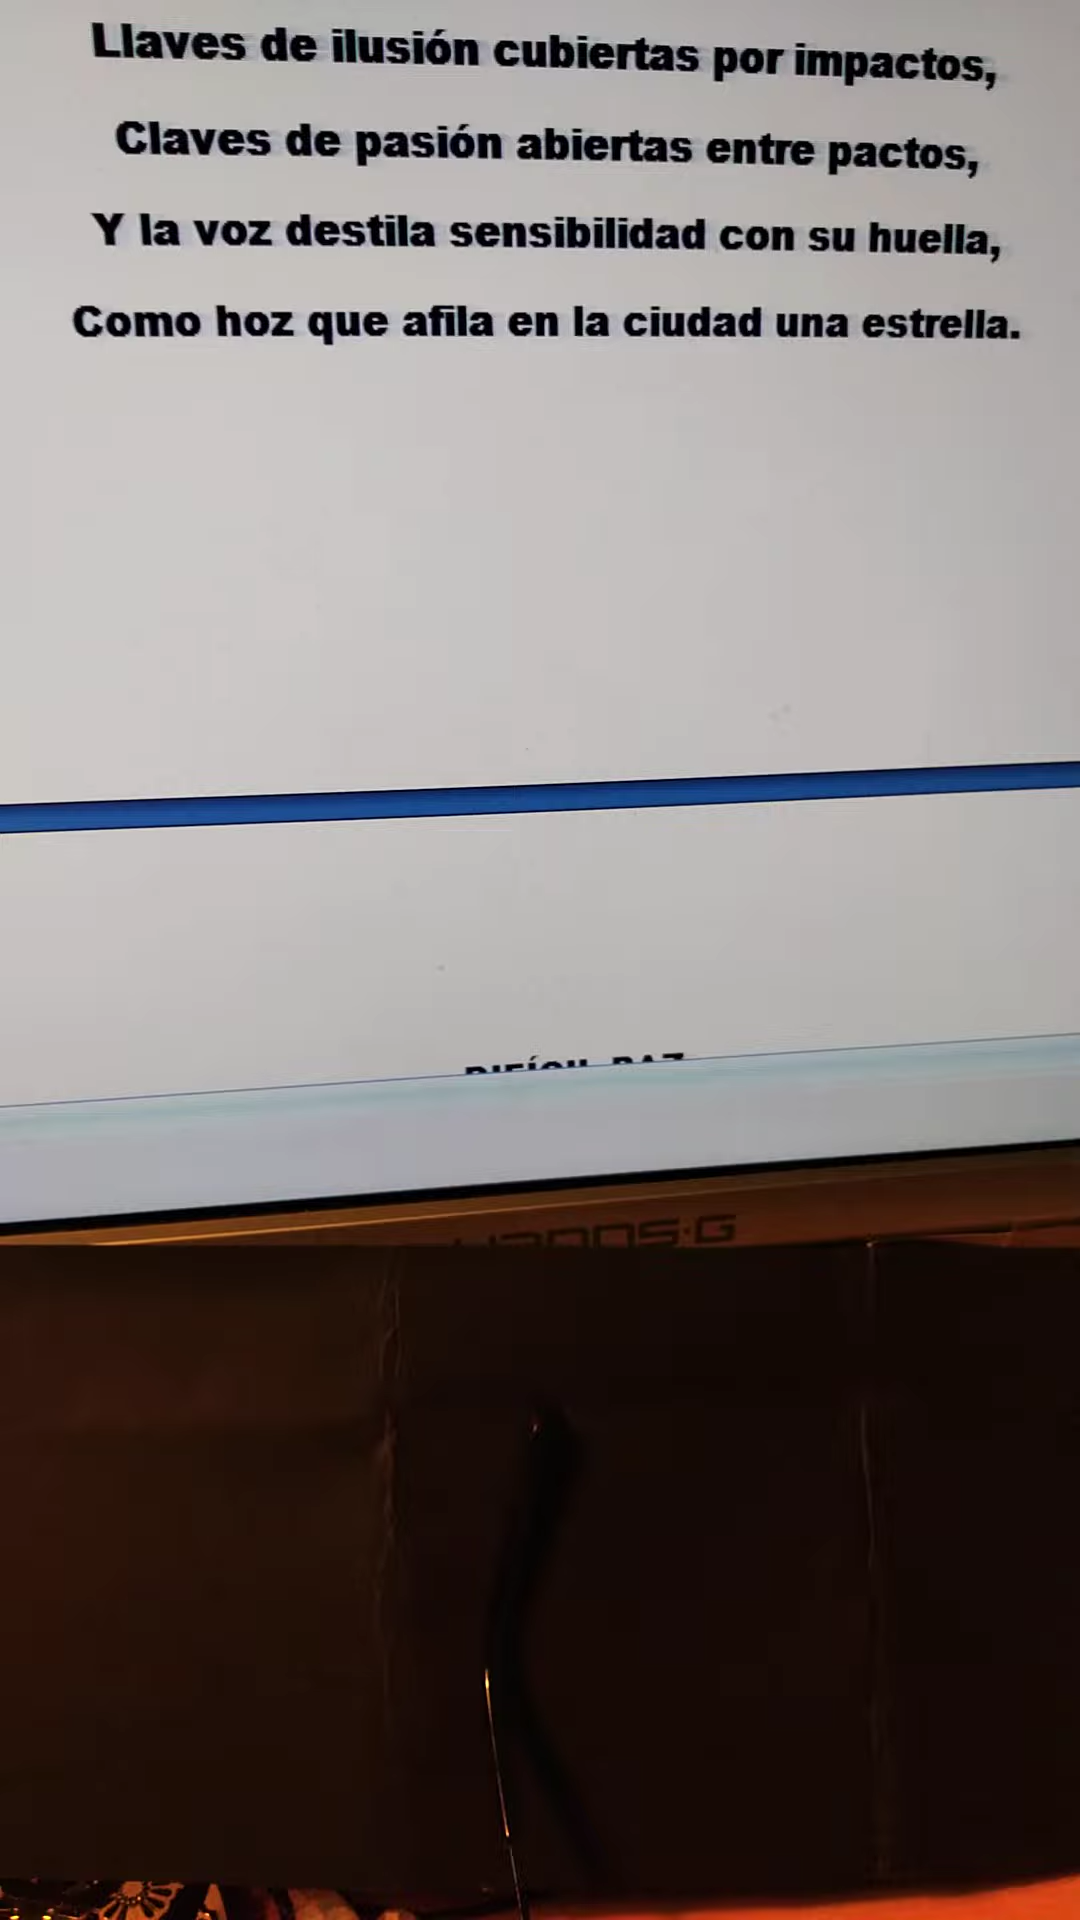 Llaves de ilusión cubiertas por impactos,
Claves de pasión abiertas entre pactos,
Y la voz destila sensibilidad con su huella,
Como hoz que afila en la ciudad una estrella.